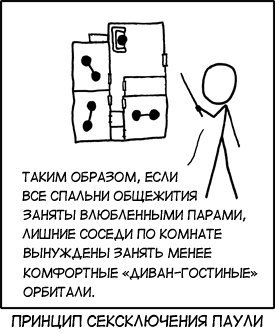 ТАКИМ ОБРАЗОМ, ЕСЛИ
ВСЕ СПАЛЬНИ ОБЩЕЖИТИЯ
ЗАНЯТЫ ВЛЮБЛЕННЫМИ ПАРАМИ,
ЛИШНИЕ СОСЕДИ ПО КОМНАТЕ
ВЫНУЖДЕНЫ ЗАНЯТЬ МЕНЕЕ
КОМФОРТНЫЕ «ДИВАН-ГОСТИНЫЕ»
ОРБИТАЛИ.
ПРИНЦИП СЕКСКЛЮЧЕНИЯ ПАУЛИ